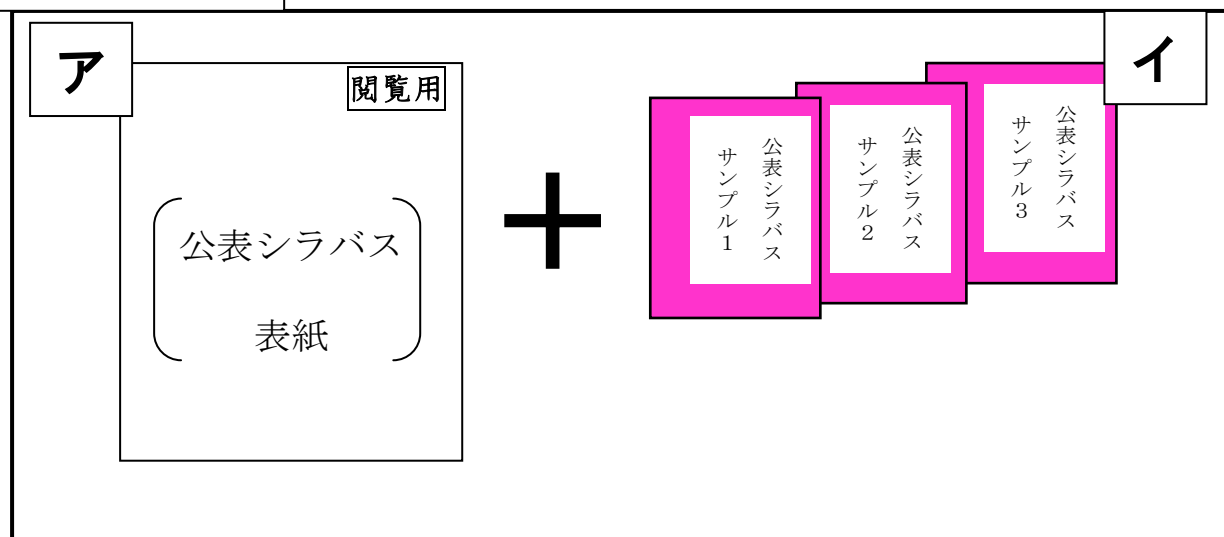 ア
閲覧用
公表シラバス
表紙
＋
イ
公表シラバス
サンプル１
公表シラバス
サンプル２
公表シラバス
サンプル３